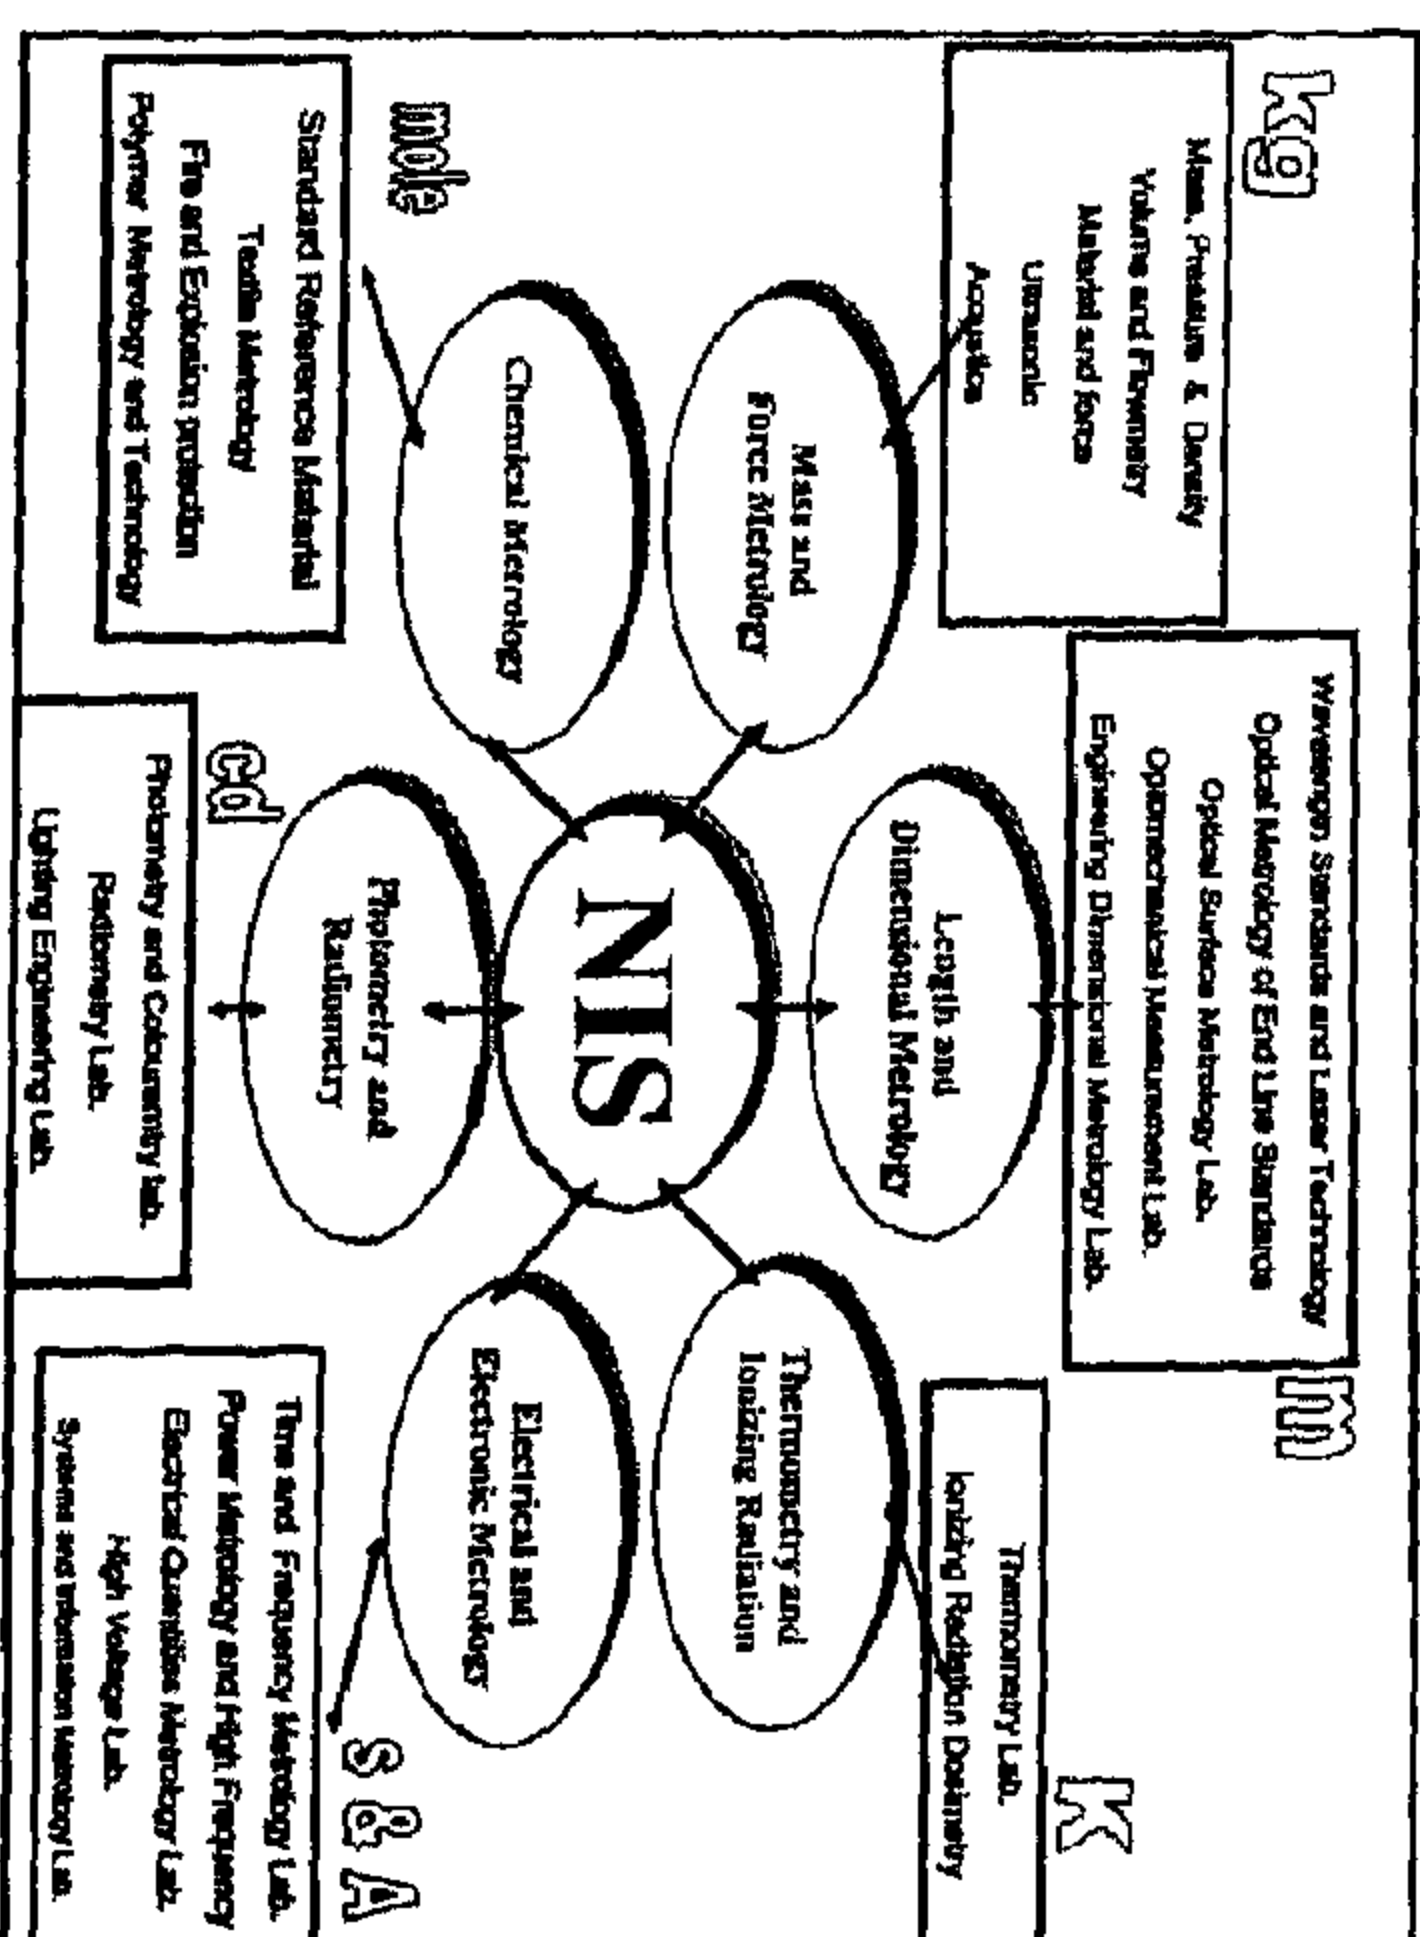 kg
Mass, Pressure & Density
Volume and Flowmetry
Material and force
Ultrasonic
Acoustics
Wavelength Standards and Laser Technology
Optical Metrology of End Line Standards
Optical Surface Metrology Lab.
Optomechanical Measurement Lab.
Engineering Dimensional Metrology Lab.
m
K
Thermometry Lab.
Ionizing Radiation Dosimetry
Mass and
Force Metrology
Length and
Dimensional Metrology
Thermometry and
Ionizing Radiation
NIS
Chemical Metrology
Photometry and
Radiometry
Electrical and
Electronic Metrology
mole
Standard Reference Material
Textile Metrology
Fire and Explosion protection
Polymer Metrology and Technology
cd
Photometry and Colourmetry lab.
Radiometry Lab.
Lighting Engineering Lab.
s & A
Time and Frequency Metrology Lab.
Power Metrology and High Frequency
Electrical Quantities Metrology Lab.
High Voltage Lab.
Systems and Information Metrology Lab.